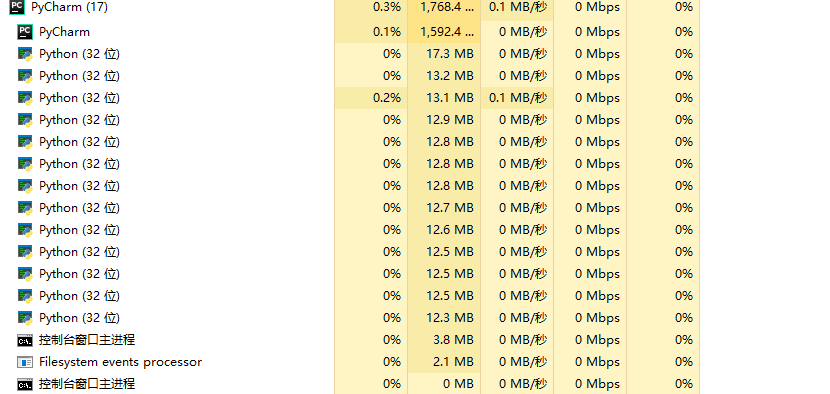 PyCharm (17) 0.3% 1,768.4 ... 0.1 MB/秒 0 Mbps 0%
PyCharm 0.1% 1,592.4 ... 0 MB/秒 0 Mbps 0%
Python (32 位) 0% 17.3 MB 0 MB/秒 0 Mbps 0%
Python (32 位) 0% 13.2 MB 0 MB/秒 0 Mbps 0%
Python (32 位) 0.2% 13.1 MB 0.1 MB/秒 0 Mbps 0%
Python (32 位) 0% 12.9 MB 0 MB/秒 0 Mbps 0%
Python (32 位) 0% 12.8 MB 0 MB/秒 0 Mbps 0%
Python (32 位) 0% 12.8 MB 0 MB/秒 0 Mbps 0%
Python (32 位) 0% 12.8 MB 0 MB/秒 0 Mbps 0%
Python (32 位) 0% 12.7 MB 0 MB/秒 0 Mbps 0%
Python (32 位) 0% 12.6 MB 0 MB/秒 0 Mbps 0%
Python (32 位) 0% 12.5 MB 0 MB/秒 0 Mbps 0%
Python (32 位) 0% 12.5 MB 0 MB/秒 0 Mbps 0%
Python (32 位) 0% 12.5 MB 0 MB/秒 0 Mbps 0%
Python (32 位) 0% 12.3 MB 0 MB/秒 0 Mbps 0%
控制台窗口主进程 0% 3.8 MB 0 MB/秒 0 Mbps 0%
Filesystem events processor 0% 2.1 MB 0 MB/秒 0 Mbps 0%
控制台窗口主进程 0% 0 MB 0 MB/秒 0 Mbps 0%